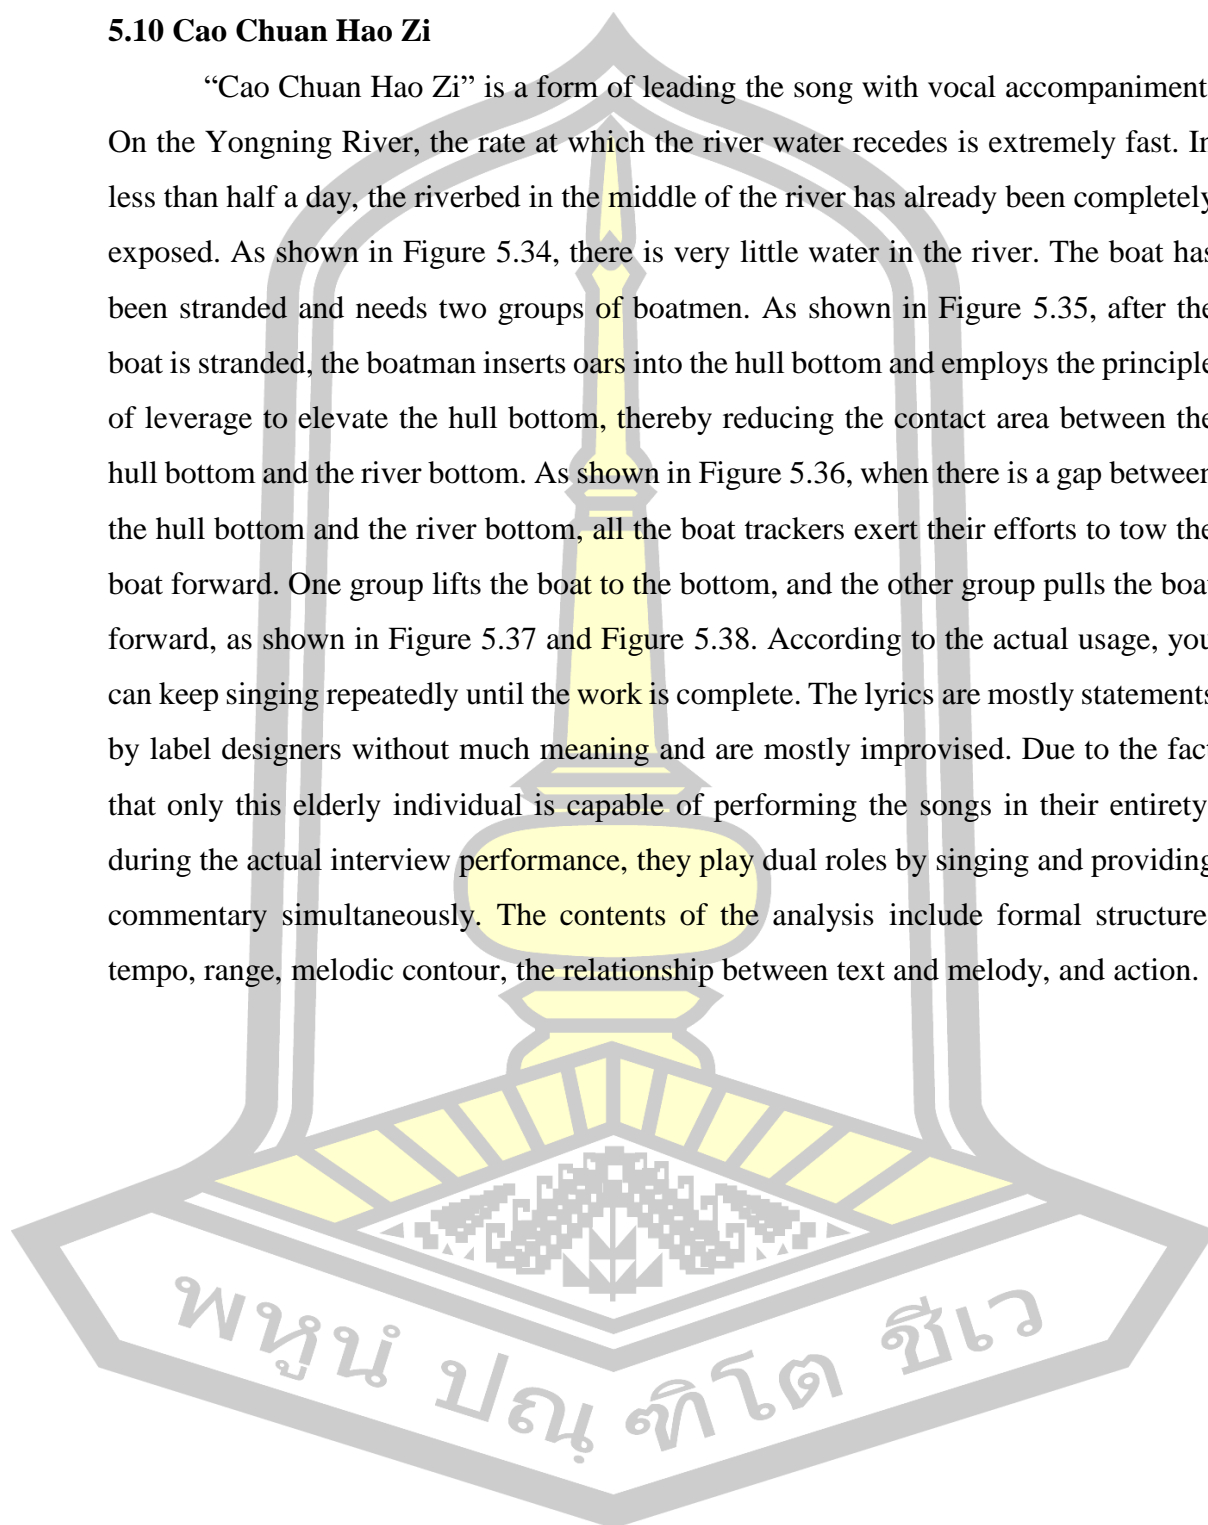 5.10 Cao Chuan Hao Zi
“Cao Chuan Hao Zi” is a form of leading the song with vocal accompaniment
On the Yongning River, the rate at which the river water recedes is extremely fast. In
less than half a day, the riverbed in the middle of the river has already been completely
exposed. As shown in Figure 5.34, there is very little water in the river. The boat has
been stranded and needs two groups of boatmen. As shown in Figure 5.35, after the
boat is stranded, the boatman inserts oars into the hull bottom and employs the principle
of leverage to elevate the hull bottom, thereby reducing the contact area between the
hull bottom and the river bottom. As shown in Figure 5.36, when there is a gap between
the hull bottom and the river bottom, all the boat trackers exert their efforts to tow the
boat forward. One group lifts the boat to the bottom, and the other group pulls the boat
forward, as shown in Figure 5.37 and Figure 5.38. According to the actual usage, you
can keep singing repeatedly until the work is complete. The lyrics are mostly statements
by label designers without much meaning and are mostly improvised. Due to the fact
that only this elderly individual is capable of performing the songs in their entirety
during the actual interview performance, they play dual roles by singing and providing
commentary simultaneously. The contents of the analysis include formal structure
tempo, range, melodic contour, the relationship between text and melody, and action.
พหูนํ ปณฺ ฑิโต ชีเว